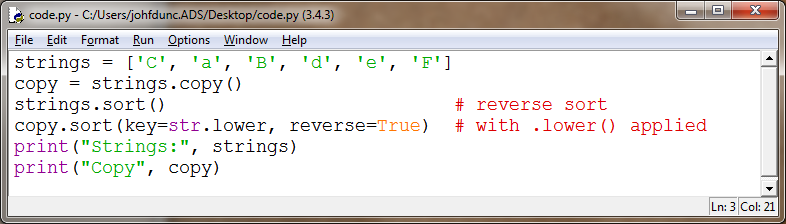 code.py - C:/Users/johfdunc.ADS/Desktop/code.py (3.4.3)
File Edit Format Run Options Window Help
strings = ['C', 'a', 'B', 'd', 'e', 'F']
copy = strings.copy()
strings.sort()                           # reverse sort
copy.sort(key=str.lower, reverse=True)  # with .lower() applied
print("Strings:", strings)
print("Copy", copy)
Ln: 3 Col: 21